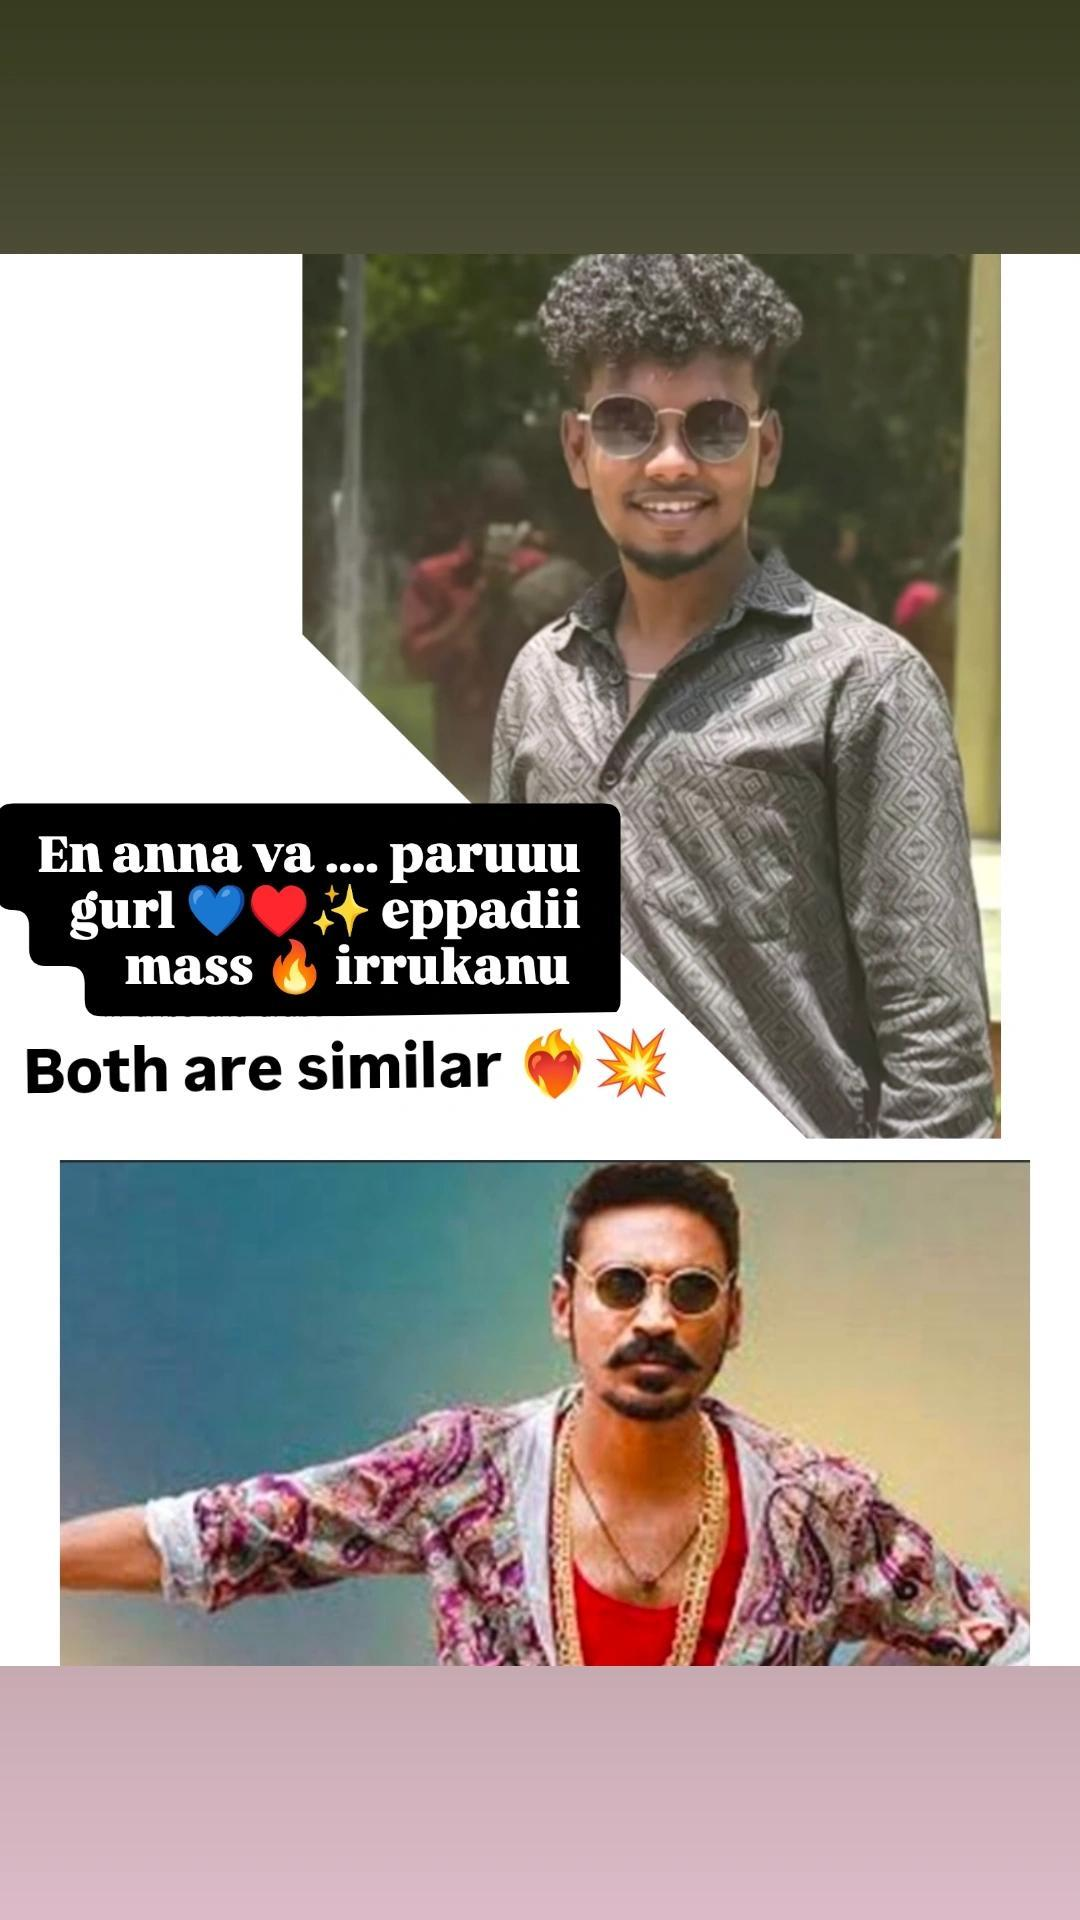 En anna va .... paruuu
gurl 💙♥️✨ eppadii
mass 🔥 irrukanu
Both are similar ❤️‍🔥💥